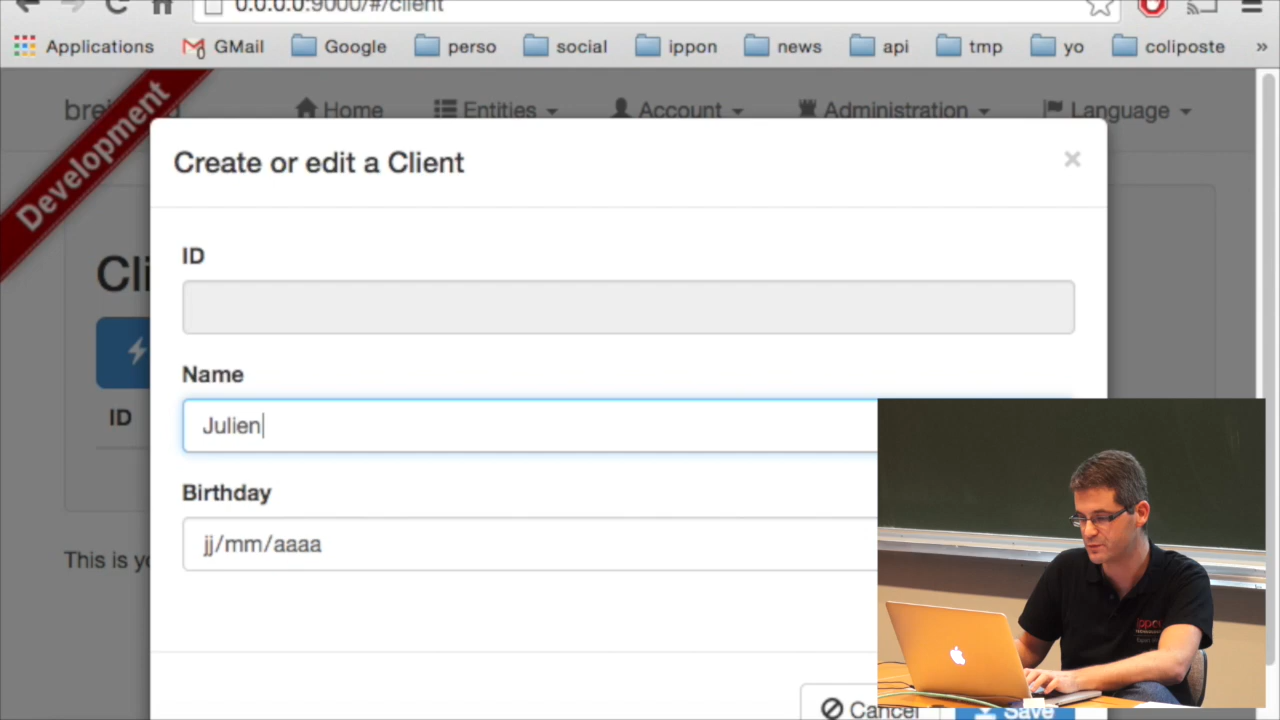 0.0.0.0:9000/#/client
Applications GMail Google perso social ippon news api tmp yo coliposte »
Home Entities Account Administration Language
Development
Create or edit a Client ×
ID
Cli
Name
ID
Julien
Birthday
jj/mm/aaaa
This is yo
Cancel Save